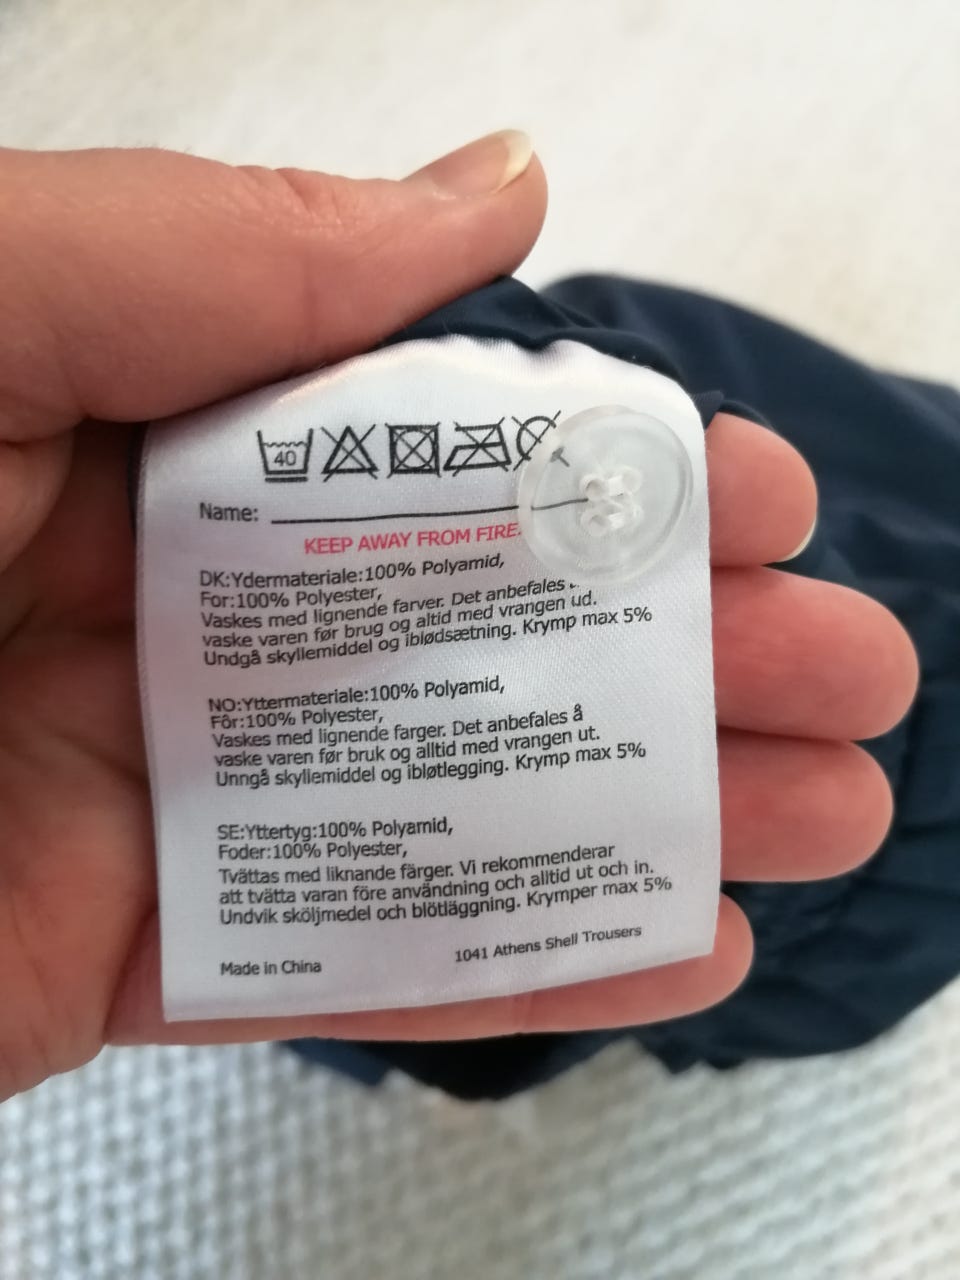 40
Name:
KEEP AWAY FROM FIRE
DK:Ydermateriale:100% Polyamid,
For:100% Polyester,
Vaskes med lignende farver. Det anbefales
vaske varen før brug og altid med vrangen ud.
Undgå skyllemiddel og iblødsætning. Krymp max 5%
NO:Yttermateriale:100% Polyamid,
Fôr:100% Polyester,
Vaskes med lignende farger. Det anbefales å
vaske varen før bruk og alltid med vrangen ut.
Unngå skyllemiddel og ibløtlegging. Krymp max 5%
SE:Yttertyg:100% Polyamid,
Foder:100% Polyester,
Tvättas med liknande färger. Vi rekommenderar
att tvätta varan före användning och alltid ut och in.
Undvik sköljmedel och blötläggning. Krymper max 5%
Made in China
1041 Athens Shell Trousers